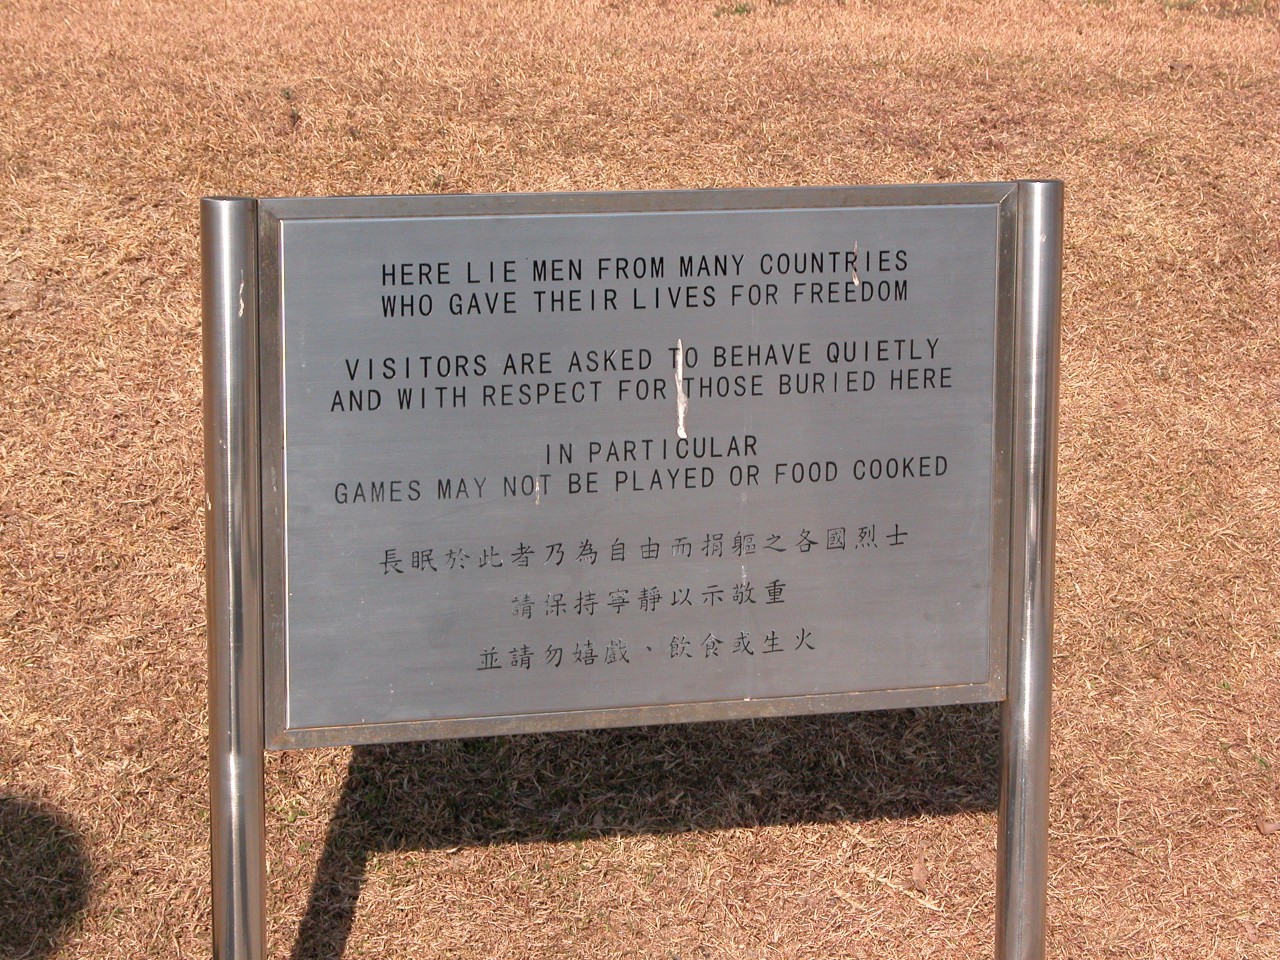 HERE LIE MEN FROM MANY COUNTRIES
WHO GAVE THEIR LIVES FOR FREEDOM
VISITORS ARE ASKED TO BEHAVE QUIETLY
AND WITH RESPECT FOR THOSE BURIED HERE
IN PARTICULAR
GAMES MAY NOT BE PLAYED OR FOOD COOKED
長眠於此者乃為自由而捐軀之各國烈士
請保持寧靜以示敬重
並請勿嬉戲、飲食或生火